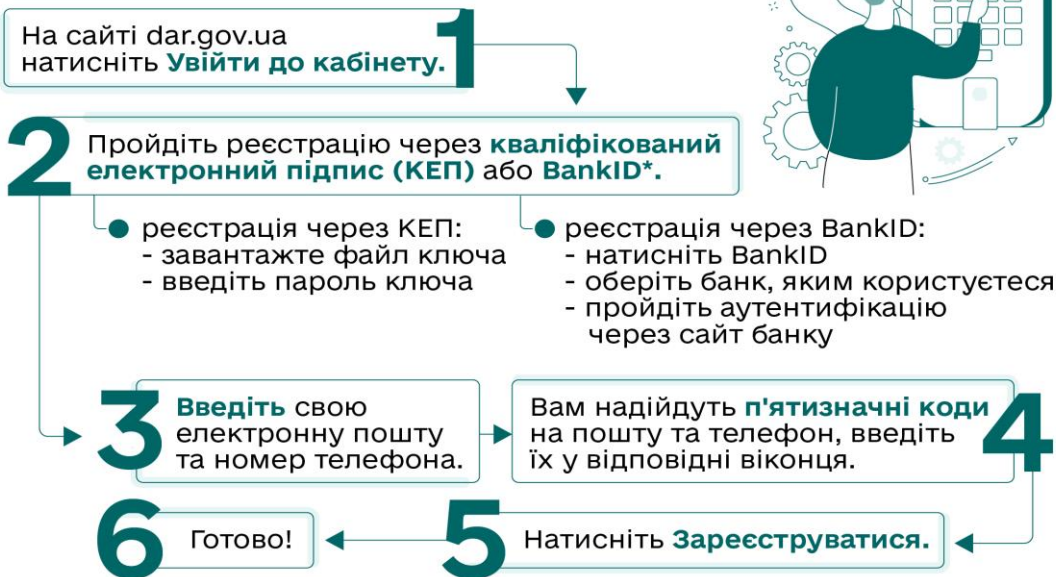 1
На сайті dar.gov.ua
натисніть Увійти до кабінету.
2
Пройдіть реєстрацію через кваліфікований
електронний підпис (КЕП) або BankID*.
реєстрація через КЕП:
- завантажте файл ключа
- введіть пароль ключа
реєстрація через BankID:
- натисніть BankID
- оберіть банк, яким користуєтеся
- пройдіть аутентифікацію
через сайт банку
3
Введіть свою
електронну пошту
та номер телефона.
4
Вам надійдуть п'ятизначні коди
на пошту та телефон, введіть
їх у відповідні віконця.
5
Натисніть Зареєструватися.
6
Готово!